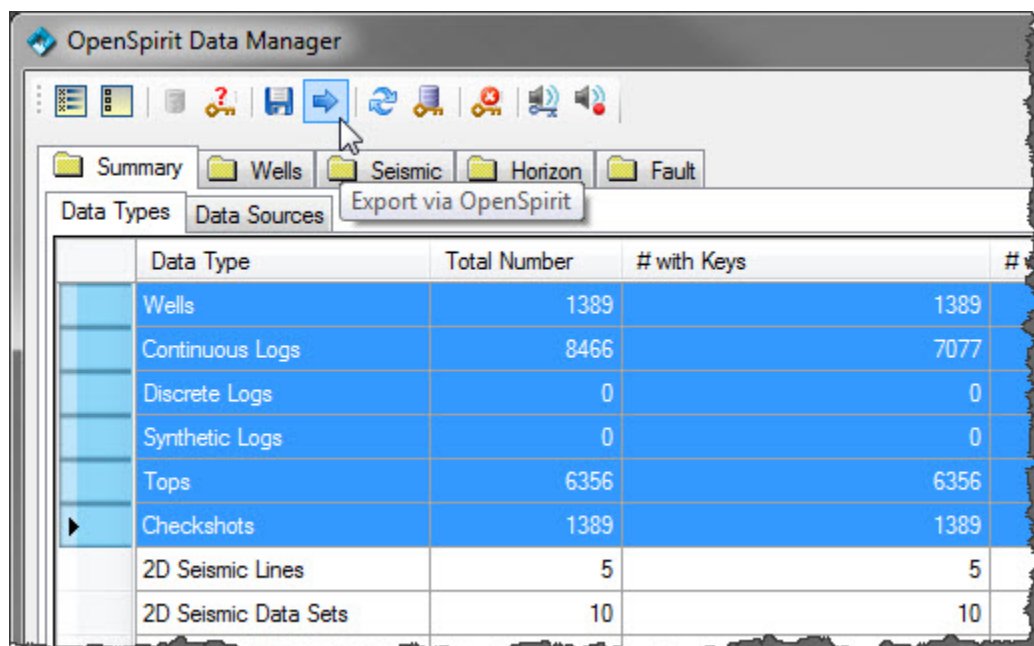 OpenSpirit Data Manager
Summary Wells Seismic Horizon Fault
Data Types Data Sources Export via OpenSpirit
Data Type Total Number # with Keys #
Wells 1389 1389
Continuous Logs 8466 7077
Discrete Logs 0 0
Synthetic Logs 0 0
Tops 6356 6356
Checkshots 1389 1389
2D Seismic Lines 5 5
2D Seismic Data Sets 10 10